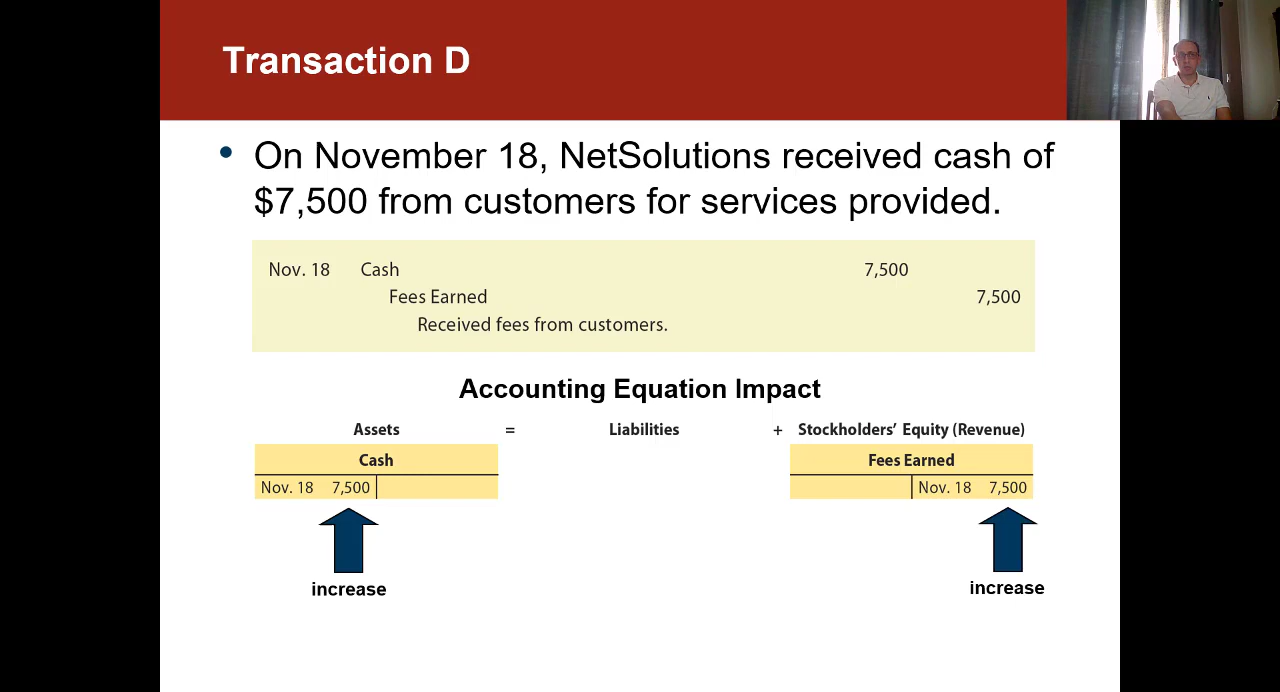 Transaction D
• On November 18, NetSolutions received cash of
$7,500 from customers for services provided.
Nov. 18 Cash 7,500
Fees Earned 7,500
Received fees from customers.
Accounting Equation Impact
Assets = Liabilities + Stockholders’ Equity (Revenue)
Cash Fees Earned
Nov. 18 7,500 Nov. 18 7,500
increase increase